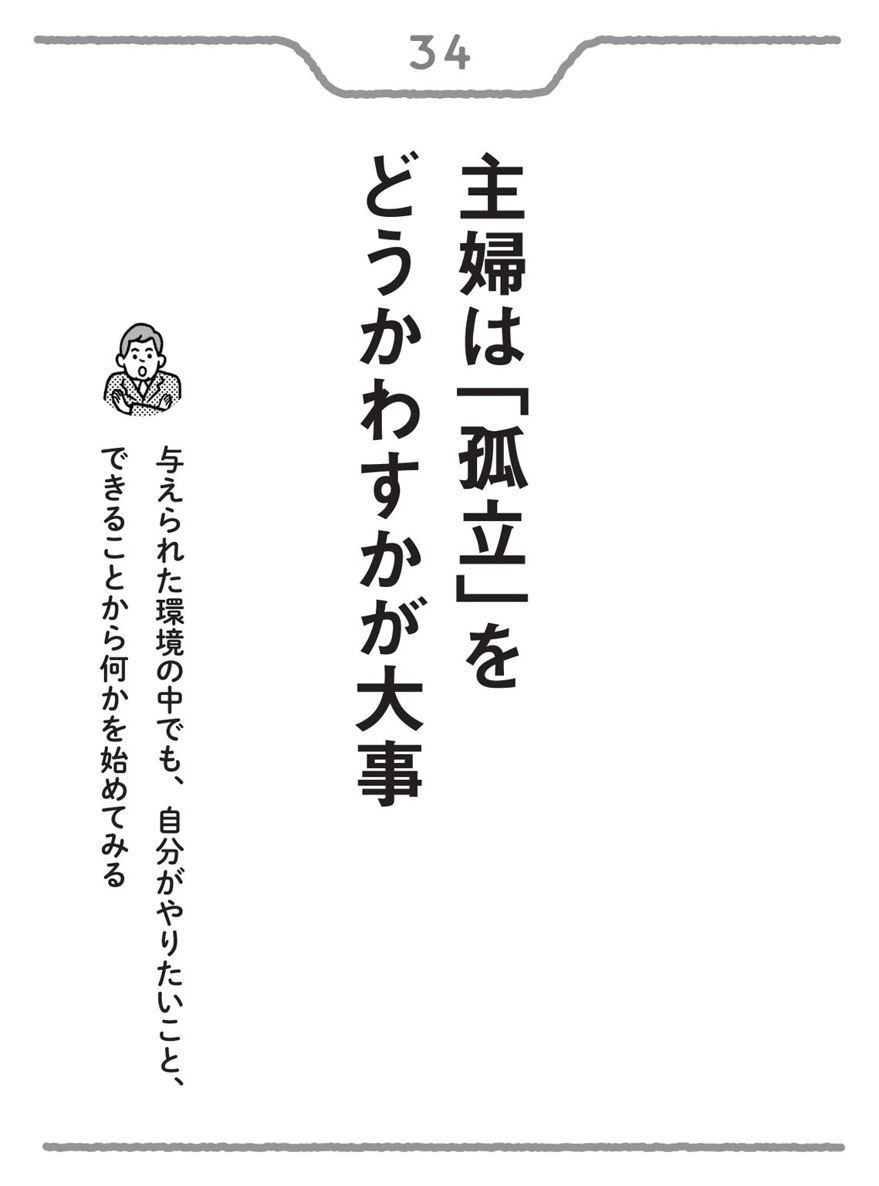 34
主婦は「孤立」を
どうかわすかが大事
与えられた環境の中でも、自分がやりたいこと、
できることから何かを始めてみる